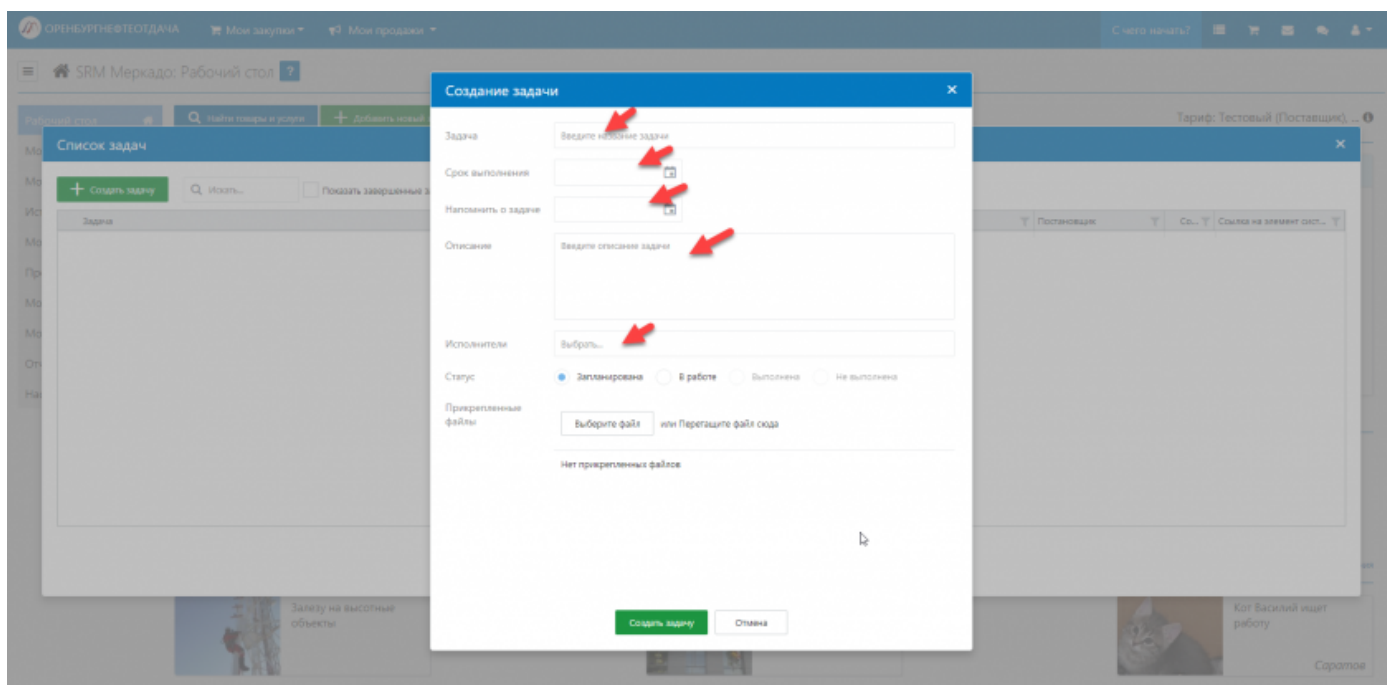 ОРЕНБУРГНЕФТЕОТДАЧА Мои закупки Мои продажи С чего начать?
SRM Меркадо: Рабочий стол ?
Рабочий стол Найти товары и услуги Добавить новый Тариф: Тестовый (Поставщик), ...
Список задач
Создать задачу Искать... Показать завершенные з
Задача Постановщик Со... Ссылка на элемент сист...
Создание задачи
Задача Введите название задачи
Срок выполнения
Напомнить о задаче
Описание Введите описание задачи
Исполнители Выбрать...
Статус Запланирована В работе Выполнена Не выполнена
Прикрепленные
файлы Выберите файл или Перетащите файл сюда
Нет прикрепленных файлов
Создать задачу Отмена
Залезу на высотные
объекты
Кот Василий ищет
работу
Саратов